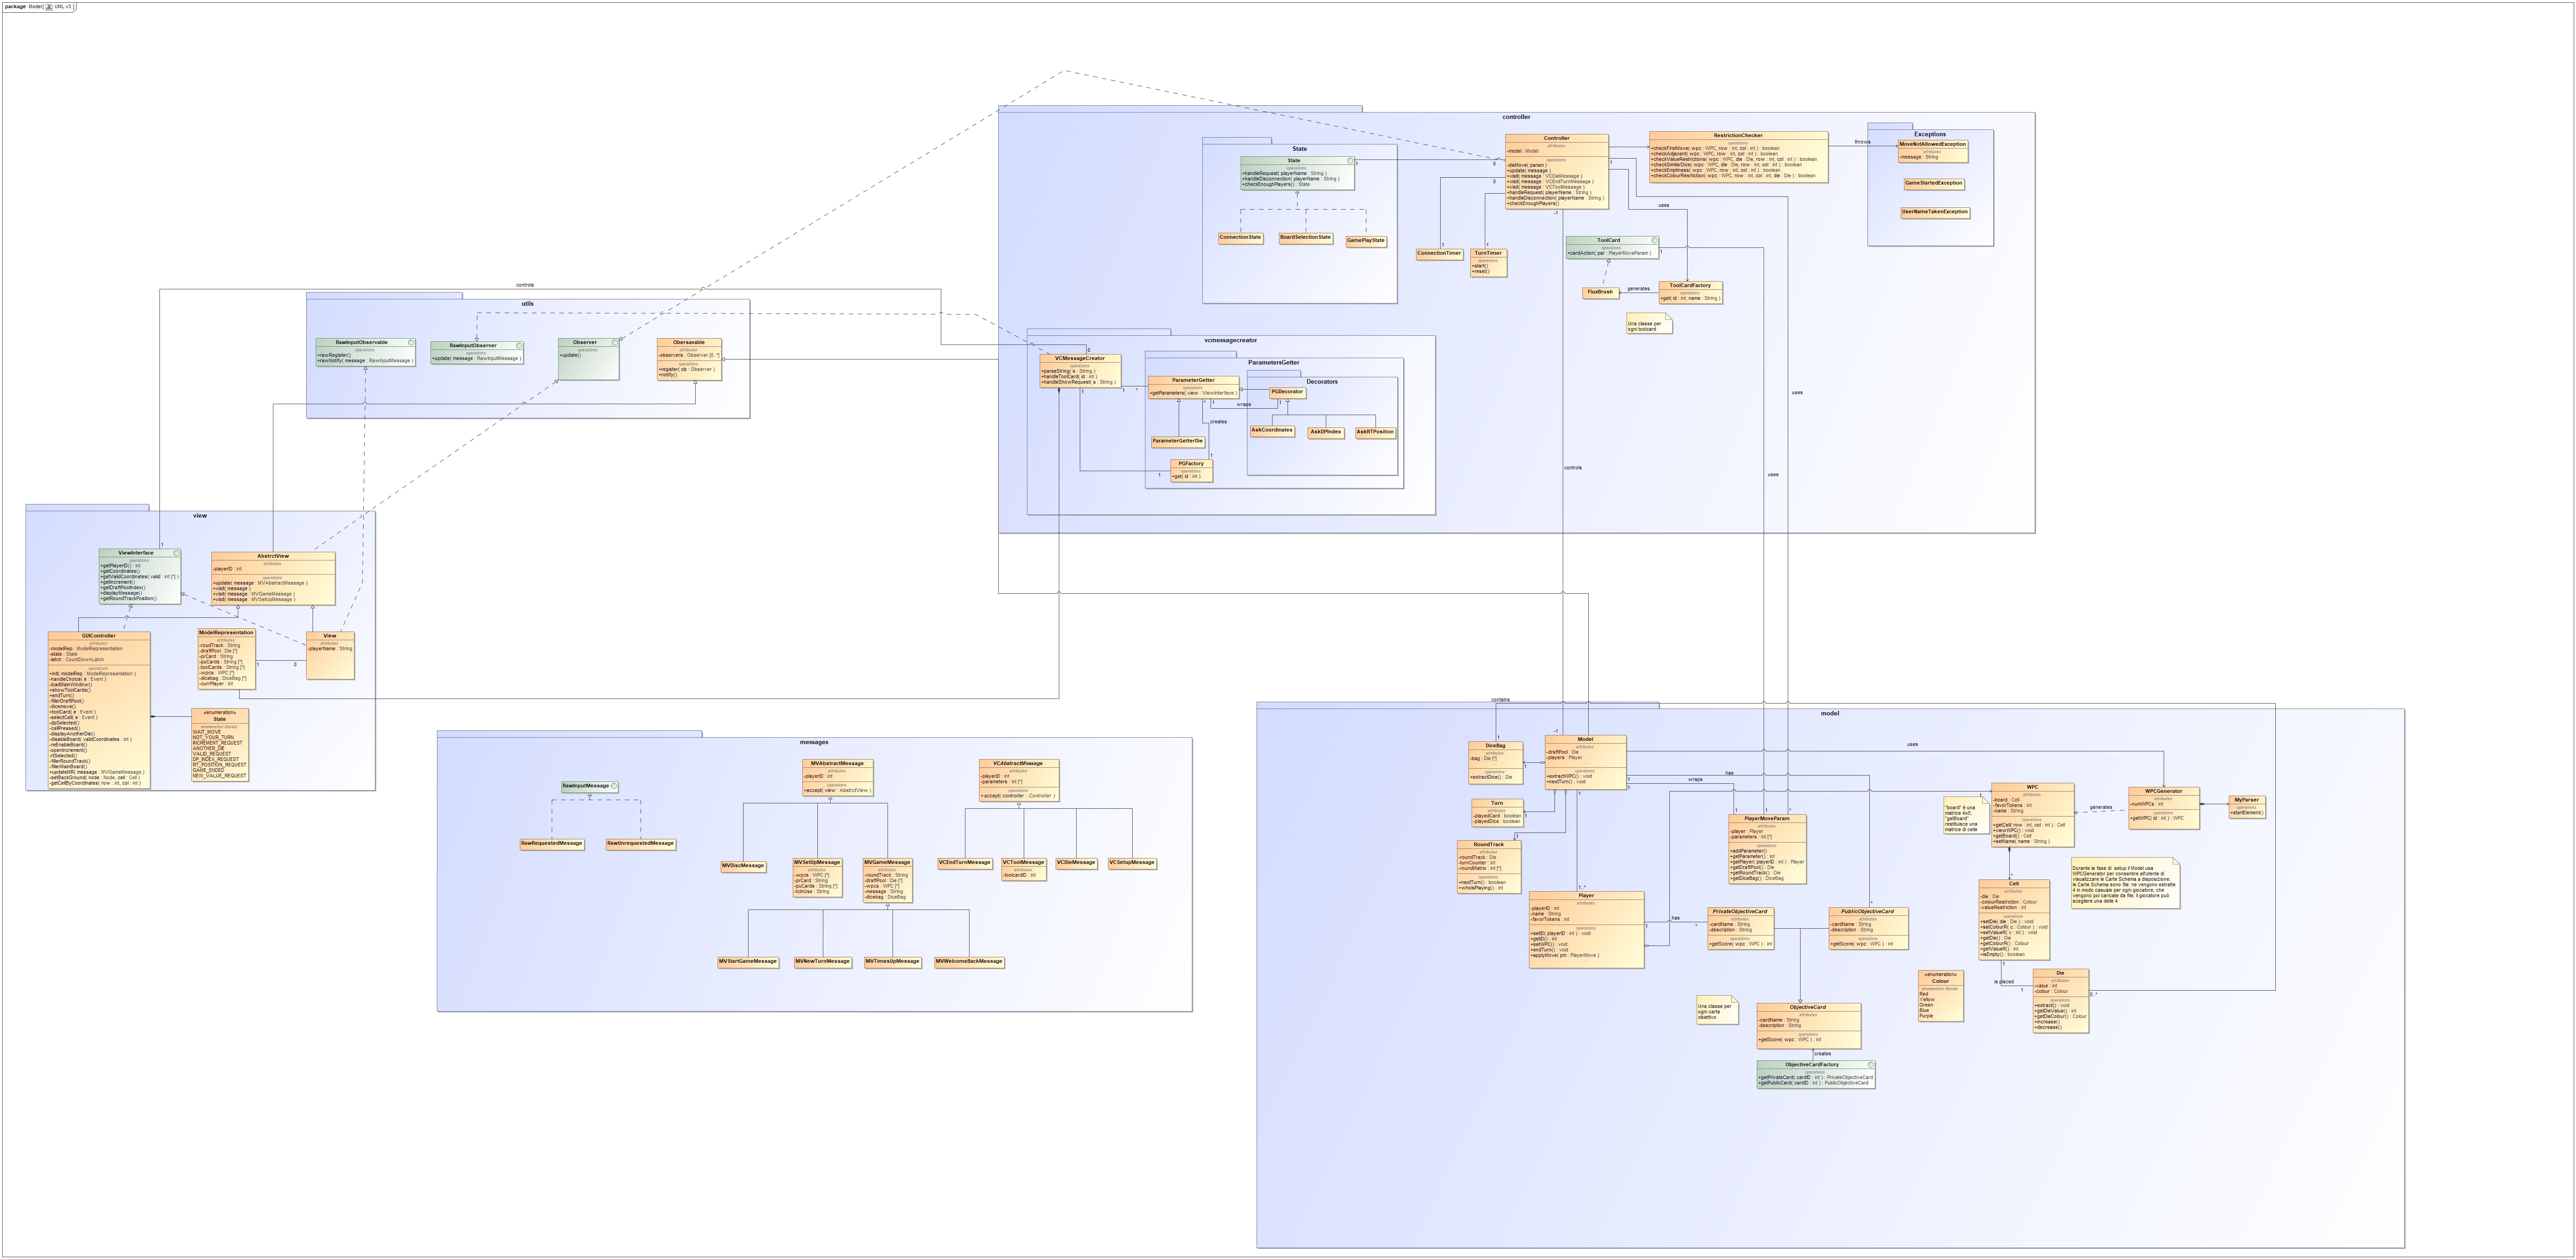 package Model[ UML v3 ]
controller
State
State
operations
+handleRequest( playerName : String )
+handleDisconnection( playerName : String )
+checkEnoughPlayers() : State
ConnectionState
BoardSelectionState
GamePlayState
Controller
attributes
-model : Model
operations
-dieMove( param )
+update( message )
+visit( message : VCDieMessage )
+visit( message : VCEndTurnMessage )
+visit( message : VCToolMessage )
+handleRequest( playerName : String )
+handleDisconnection( playerName : String )
+checkEnoughPlayers()
RestrictionChecker
operations
+checkFirstMove( wpc : WPC, row : int, col : int ) : boolean
+checkAdjacent( wpc : WPC, row : int, col : int ) : boolean
+checkValueRestrictions( wpc : WPC, die : Die, row : int, col : int ) : boolean
+checkSimilarDice( wpc : WPC, die : Die, row : int, col : int ) : boolean
+checkEmptiness( wpc : WPC, row : int, col : int ) : boolean
+checkColourResrtiction( wpc : WPC, row : int, col : int, die : Die ) : boolean
throws
Exceptions
MoveNotAllowedException
attributes
-message : String
GameStartedException
UserNameTakenException
ConnectionTimer
TurnTimer
operations
+start()
+reset()
uses
ToolCard
operations
+cardAction( par : PlayerMoveParam )
FluxBrush
generates
ToolCardFactory
operations
+get( id : int, name : String )
Una classe per
ogni toolcard
controls
uses
uses
controls
utils
RawInputObservable
operations
+rawRegister()
+rawNotify( message : RawInputMessage )
RawInputObserver
operations
+update( message : RawInputMessage )
Observer
operations
+update()
Obersavable
attributes
-observers : Observer [0..*]
operations
+register( ob : Observer )
+notify()
vcmessagecreator
VCMessageCreator
operations
+parseString( s : String )
+handleToolCard( id : int )
+handleShowRequest( s : String )
ParametersGetter
ParameterGetter
operations
+getParameters( view : ViewInterface )
Decorators
PGDecorator
wraps
creates
AskCoordinates
AskDPIndex
AskRTPosition
ParameterGetterDie
PGFactory
operations
+get( id : int )
view
ViewInterface
operations
+getPlayerID() : int
+getCoordinates()
+getValidCoordinates( valid : int [*] )
+getIncrement()
+getDraftPoolIndex()
+displayMessage()
+getRoundTrackPosition()
AbstrctView
attributes
-playerID : int
operations
+update( message : MVAbstractMessage )
+visit( message )
+visit( message : MVGameMessage )
+visit( message : MVSetUpMessage )
GUIController
attributes
-modelRep : ModelRepresentation
-state : State
-latch : CountDownLatch
operations
+init( modelRep : ModelRepresentation )
-handleChoice( e : Event )
-loadMainWindow()
+showToolCards()
+endTurn()
-fillerDraftPool()
-dicemove()
+toolCard( e : Event )
-selectCell( e : Event )
-dpSelected()
-cellPressed()
-displayAnotherDie()
-disableBoard( validCoordinates : int )
-reEnableBoard()
-openIncrement()
-rtSelected()
-fillerRoundTrack()
-fillerMainBoard()
+updateMR( message : MVGameMessage )
-setBackGround( node : Node, cell : Cell )
-getCellByCoordinates( row : int, col : int )
ModelRepresentation
attributes
-roudTrack : String
-draftPool : Die [*]
-prCard : String
-puCards : String [*]
-toolCards : String [*]
-wpcs : WPC [*]
-dicebag : DiceBag [*]
-currPlayer : int
View
attributes
-playerName : String
«enumeration»
State
enumeration literals
WAIT_MOVE
NOT_YOUR_TURN
INCREMENT_REQUEST
ANOTHER_DIE
VALID_REQUEST
DP_INDEX_REQUEST
RT_POSITION_REQUEST
GAME_ENDED
NEW_VALUE_REQUEST
messages
RawInputMessage
RawRequestedMessage
RawUnrequestedMessage
MVAbstractMessage
attributes
-playerID : int
operations
+accept( view : AbstrctView )
MVDiscMessage
MVSetUpMessage
attributes
-wpcs : WPC [*]
-prCard : String
-puCards : String [*]
-tclnUse : String
MVGameMessage
attributes
-roundTrack : String
-draftPool : Die [*]
-wpcs : WPC [*]
-message : String
-dicebag : DiceBag
MVStartGameMessage
MVNewTurnMessage
MVTimesUpMessage
MVWelcomeBackMessage
VCAbstractMessage
attributes
-playerID : int
-parameters : int [*]
operations
+accept( controller : Controller )
VCEndTurnMessage
VCToolMessage
attributes
-toolcardID : int
VCDieMessage
VCSetupMessage
contains
model
DiceBag
attributes
-bag : Die [*]
operations
+extractDice() : Die
Model
attributes
-draftPool : Die
-players : Player
operations
+extractWPC() : void
+nextTurn() : void
uses
has
wraps
Turn
attributes
-playedCard : boolean
-playedDice : boolean
RoundTrack
attributes
-roundTrack : Die
-turnCounter : int
-roundMatrix : int [*]
operations
+nextTurn() : boolean
+whoIsPlaying() : int
PlayerMoveParam
attributes
-player : Player
-parameters : int [*]
operations
+addParameter()
+getParameter() : int
+getPlayer( playerID : int ) : Player
+getDraftPool() : Die
+getRoundTrack() : Die
+getDiceBag() : DiceBag
"board" è una
matrice 4x5;
"getBoard"
restituisce una
matrice di celle
WPC
attributes
-board : Cell
-favorTokens : int
-name : String
operations
+getCell( row : int, col : int ) : Cell
+viewWPC() : void
+getBoard() : Cell
+setName( name : String )
generates
WPCGenerator
attributes
-numWPCs : int
operations
+getWPC( id : int ) : WPC
MyParser
operations
+startElement()
Durante la fase di setup il Model usa
WPCGenerator per consentire all'utente di
visualizzare le Carte Schema a disposizione;
le Carte Schema sono file: ne vengono estratte
4 in modo casuale per ogni giocatore, che
vengono poi caricate da file; il giocatore può
sceglierne una delle 4
Player
attributes
-playerID : int
-name : String
-favorTokens : int
operations
+setID( playerID : int ) : void
+getID() : int
+setWPC() : void
+endTurn() : void
+applyMove( pm : PlayerMove )
has
PrivateObjectiveCard
attributes
-cardName : String
-description : String
operations
+getScore( wpc : WPC ) : int
PublicObjectiveCard
attributes
-cardName : String
-description : String
operations
+getScore( wpc : WPC ) : int
Cell
attributes
-die : Die
-colourRestriction : Colour
-valueRestriction : int
operations
+setDie( die : Die ) : void
+setColourR( c : Colour ) : void
+setValueR( v : int ) : void
+getDie() : Die
+getColourR() : Colour
+getValueR() : int
+isEmpty() : boolean
is placed
Die
attributes
-value : int
-colour : Colour
operations
+extract() : void
+getDieValue() : int
+getDieColour() : Colour
+increase()
+decrease()
«enumeration»
Colour
enumeration literals
Red
Yellow
Green
Blue
Purple
Una classe per
ogni carta
obiettivo
ObjectiveCard
attributes
-cardName : String
-description : String
operations
+getScore( wpc : WPC ) : int
creates
ObjectiveCardFactory
operations
+getPrivateCard( cardID : int ) : PrivateObjectiveCard
+getPublicCard( cardID : int ) : PublicObjectiveCard